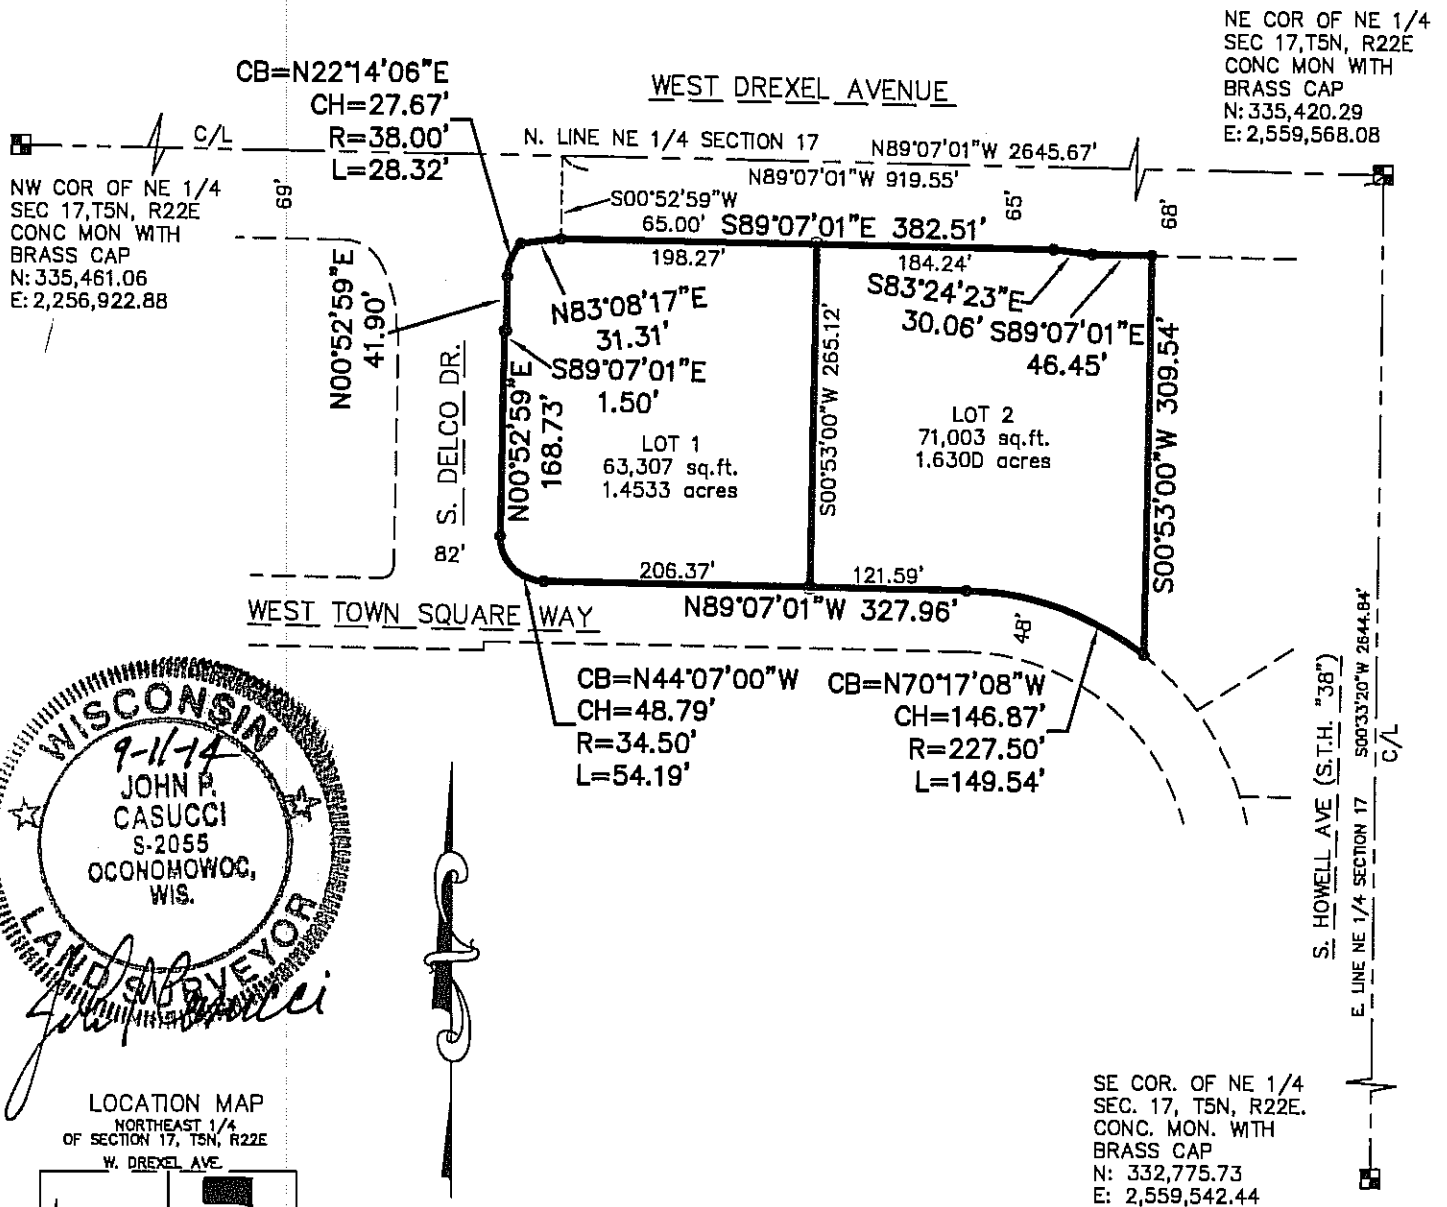 NE COR OF NE 1/4
SEC 17,T5N, R22E
CONC MON WITH
BRASS CAP
N: 335,420.29
E: 2,559,568.08
WEST DREXEL AVENUE
CB=N22°14'06"E
CH=27.67'
R=38.00'
L=28.32'
C/L
N. LINE NE 1/4 SECTION 17
N89°07'01"W 2645.67'
N89°07'01"W 919.55'
NW COR OF NE 1/4
SEC 17,T5N, R22E
CONC MON WITH
BRASS CAP
N: 335,461.06
E: 2,256,922.88
69'
S00°52'59"W
65.00'
S89°07'01"E 382.51'
65'
68'
198.27'
184.24'
N83°08'17"E
31.31'
S83°24'23"E
30.06'
S89°07'01"E
46.45'
N00°52'59"E
41.90'
S89°07'01"E
1.50'
S. DELCO DR.
82'
N00°52'59"E
168.73'
LOT 1
63,307 sq.ft.
1.4533 acres
S00°53'00"W 265.12'
LOT 2
71,003 sq.ft.
1.6300 acres
S00°53'00"W 309.54'
206.37'
121.59'
N89°07'01"W 327.96'
WEST TOWN SQUARE WAY
48'
CB=N44°07'00"W
CH=48.79'
R=34.50'
L=54.19'
CB=N70°17'08"W
CH=146.87'
R=227.50'
L=149.54'
S. HOWELL AVE (S.T.H. "38")
E. LINE NE 1/4 SECTION 17
S00°33'20"W 2644.84'
C/L
WISCONSIN
9-11-14
JOHN P.
CASUCCI
S-2055
OCONOMOWOC,
WIS.
LAND SURVEYOR
John P. Casucci
LOCATION MAP
NORTHEAST 1/4
OF SECTION 17, T5N, R22E
W. DREXEL AVE.
SE COR. OF NE 1/4
SEC. 17, T5N, R22E.
CONC. MON. WITH
BRASS CAP
N: 332,775.73
E: 2,559,542.44